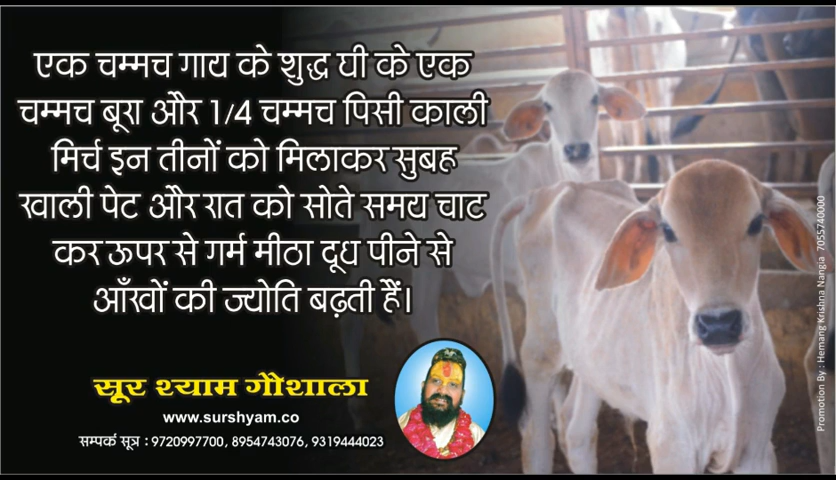 एक चम्मच गाय के शुद्ध घी के एक
चम्मच बूरा और 1/4 चम्मच पिसी काली
मिर्च इन तीनों को मिलाकर सुबह
खाली पेट और रात को सोते समय चाट
कर ऊपर से गर्म मीठा दूध पीने से
आँखों की ज्योति बढ़ती हैं।
सूर श्याम गौशाला
www.surshyam.co
सम्पर्क सूत्र : 9720997700, 8954743076, 9319444023
Promotion By : Hemang Krishna Nangia 7055740000